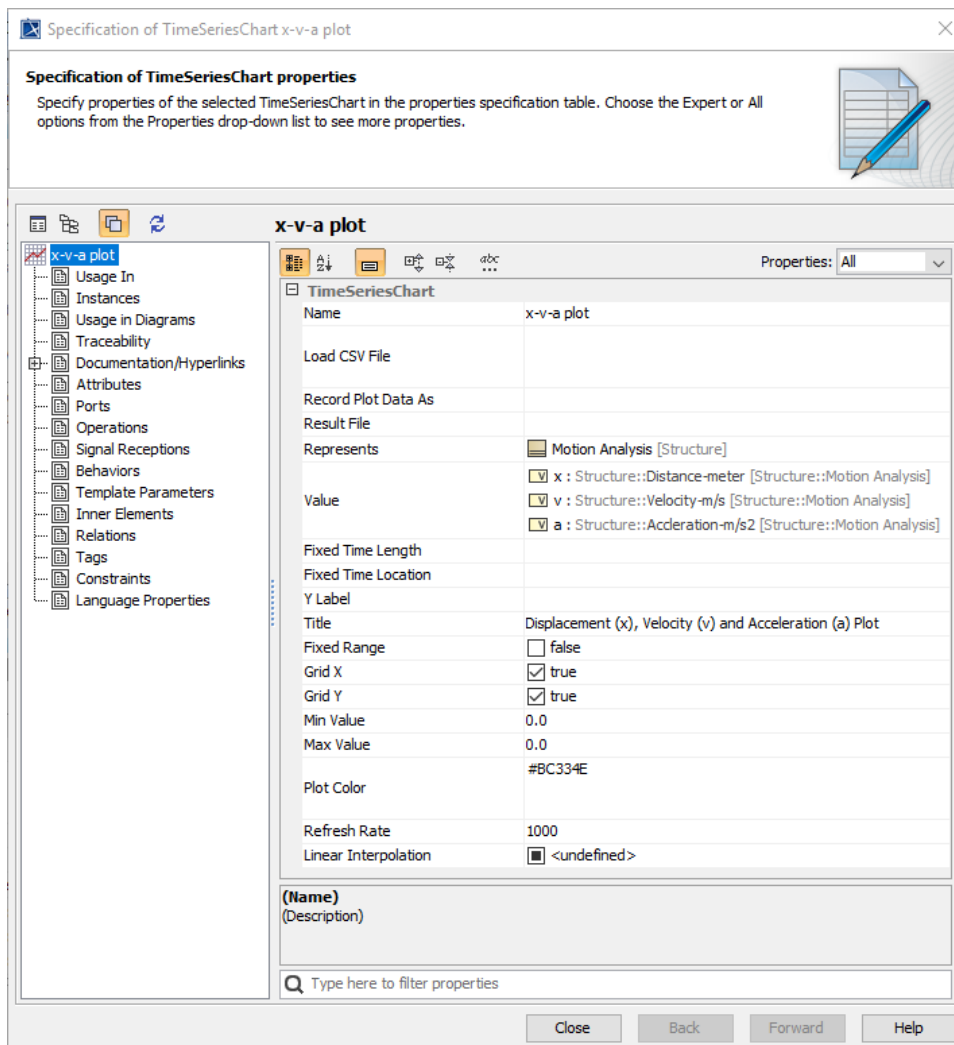 Specification of TimeSeriesChart x-v-a plot
Specification of TimeSeriesChart properties
Specify properties of the selected TimeSeriesChart in the properties specification table. Choose the Expert or All
options from the Properties drop-down list to see more properties.
x-v-a plot
Usage In
Instances
Usage in Diagrams
Traceability
Documentation/Hyperlinks
Attributes
Ports
Operations
Signal Receptions
Behaviors
Template Parameters
Inner Elements
Relations
Tags
Constraints
Language Properties
x-v-a plot
Properties: All
TimeSeriesChart
Name x-v-a plot
Load CSV File
Record Plot Data As
Result File
Represents Motion Analysis [Structure]
Value
V x : Structure::Distance-meter [Structure::Motion Analysis]
V v : Structure::Velocity-m/s [Structure::Motion Analysis]
V a : Structure::Accleration-m/s2 [Structure::Motion Analysis]
Fixed Time Length
Fixed Time Location
Y Label
Title Displacement (x), Velocity (v) and Acceleration (a) Plot
Fixed Range false
Grid X true
Grid Y true
Min Value 0.0
Max Value 0.0
Plot Color #BC334E
Refresh Rate 1000
Linear Interpolation <undefined>
(Name)
(Description)
Type here to filter properties
Close Back Forward Help